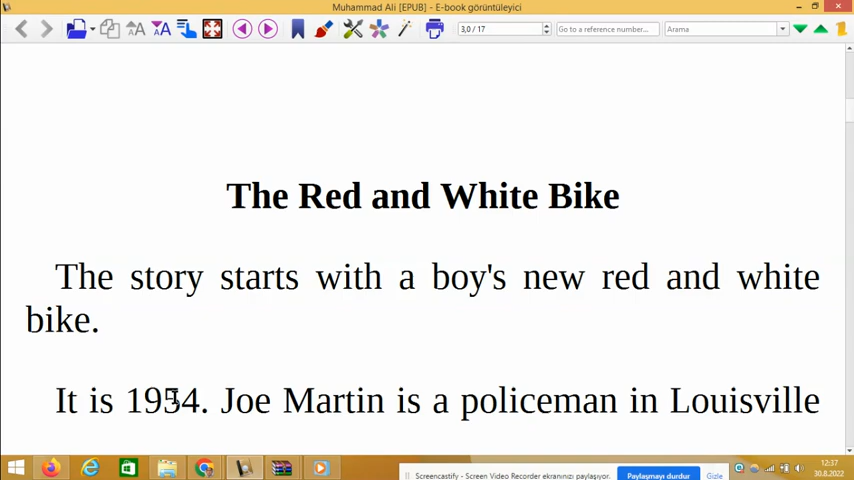 Muhammad Ali [EPUB] - E-book görüntüleyici
3,0 / 17
Go to a reference number...
Arama
The Red and White Bike
The story starts with a boy's new red and white
bike.
It is 1954. Joe Martin is a policeman in Louisville
Screencastify - Screen Video Recorder ekranınızı paylaşıyor.
Paylaşmayı durdur
Gizle
12:37
30.8.2022